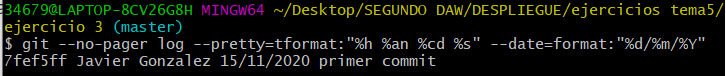 34679@LAPTOP-8CV26G8H MINGW64 ~/Desktop/SEGUNDO DAW/DESPLIEGUE/ejercicios tema5/
ejercicio 3 (master)
$ git --no-pager log --pretty=tformat:"%h %an %cd %s" --date=format:"%d/%m/%Y"
7fef5ff Javier Gonzalez 15/11/2020 primer commit